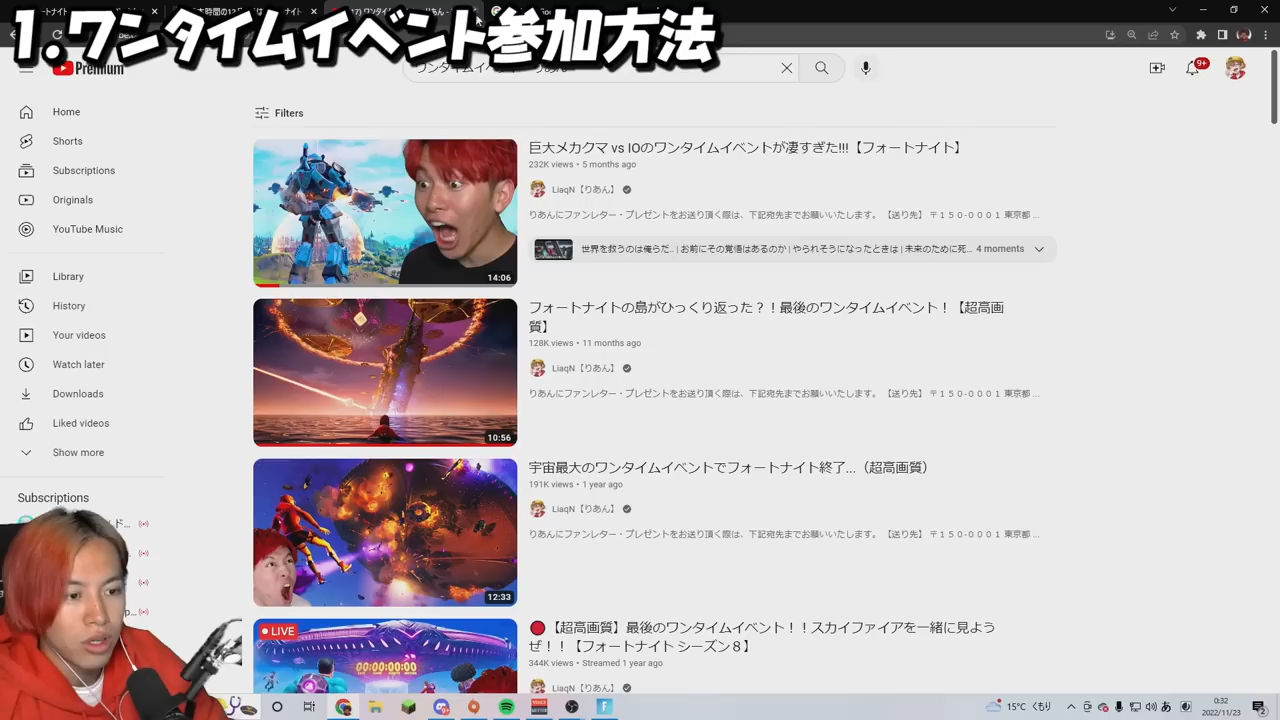 1.ワンタイムイベント参加方法
Premium
9+
Filters
Home
Shorts
Subscriptions
Originals
YouTube Music
Library
History
Your videos
Watch later
Downloads
Liked videos
Show more
Subscriptions
巨大メカクマ vs IOのワンタイムイベントが凄すぎた!!!【フォートナイト】
232K views • 5 months ago
LiaqN【りあん】
りあんにファンレター・プレゼントをお送り頂く際は、下記宛先までお願いいたします。 【送り先】 〒１５０-０００１ 東京都 ...
世界を救うのは俺らだ.. | お前にその覚悟はあるのか | やられそうになったときは | 未来のために死... 4 moments
14:06
フォートナイトの島がひっくり返った？！最後のワンタイムイベント！【超高画
質】
128K views • 11 months ago
LiaqN【りあん】
りあんにファンレター・プレゼントをお送り頂く際は、下記宛先までお願いいたします。 【送り先】 〒１５０-０００１ 東京都 ...
10:56
宇宙最大のワンタイムイベントでフォートナイト終了...（超高画質）
191K views • 1 year ago
LiaqN【りあん】
りあんにファンレター・プレゼントをお送り頂く際は、下記宛先までお願いいたします。 【送り先】 〒１５０-０００１ 東京都 ...
12:33
LIVE
00:00:00:00
🔴【超高画質】最後のワンタイムイベント！！スカイファイアを一緒に見よう
ぜ！！【フォートナイト シーズン８】
344K views • Streamed 1 year ago
LiaqN【りあん】
15℃ くもり
あ
0:32
2022/11/23
2